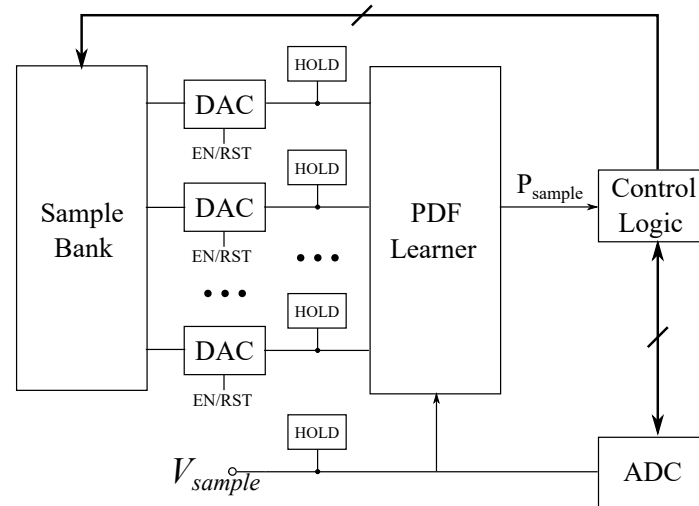 HOLD
DAC
EN/RST
HOLD
Sample
Bank
DAC
EN/RST
PDF
Learner
P_sample
Control
Logic
•••
•••
HOLD
DAC
EN/RST
HOLD
V_sample
ADC